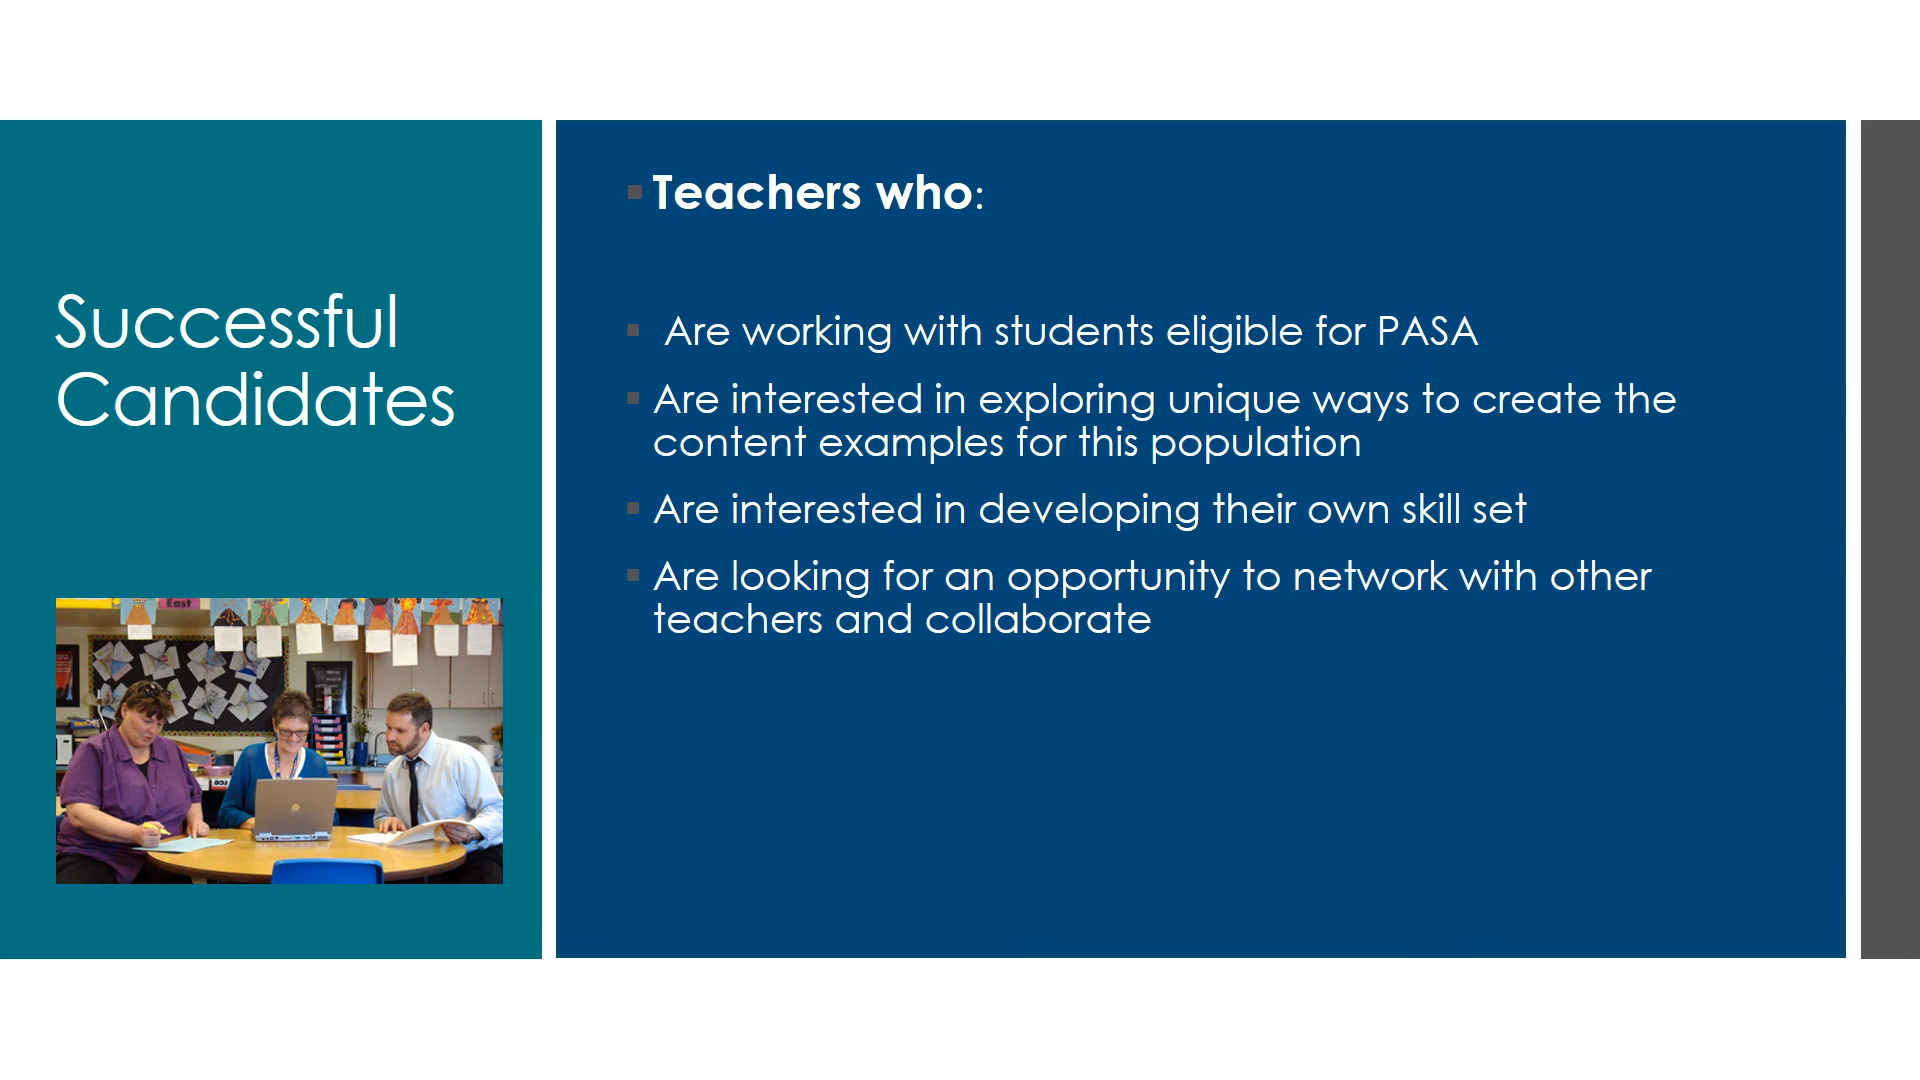 Successful
Candidates
Teachers who:
Are working with students eligible for PASA
Are interested in exploring unique ways to create the
content examples for this population
Are interested in developing their own skill set
Are looking for an opportunity to network with other
teachers and collaborate
East